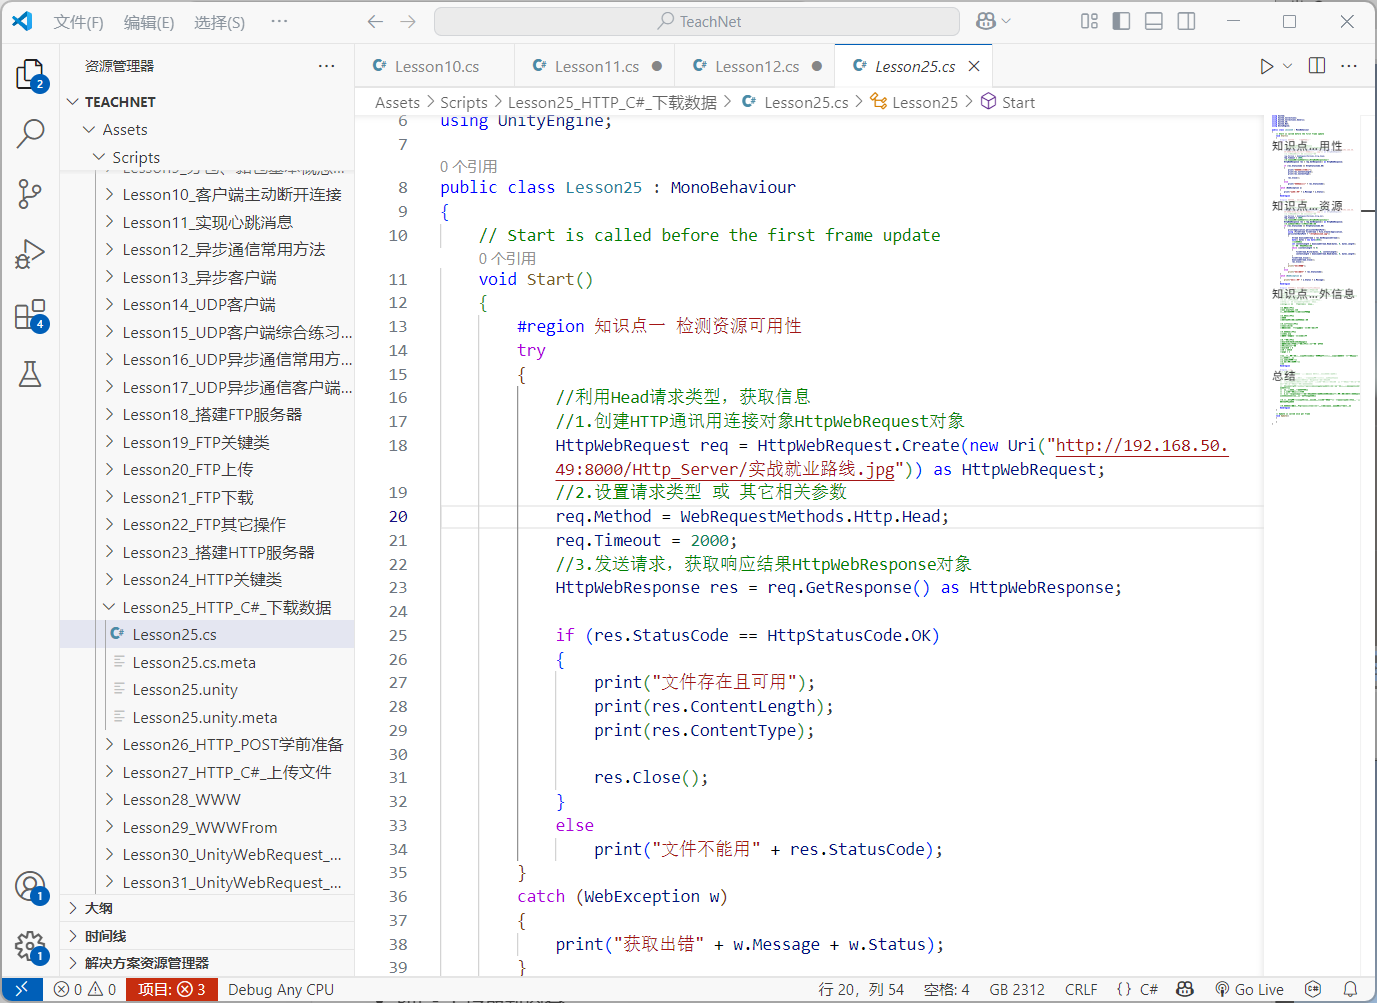 文件(F) 编辑(E) 选择(S) ··· TeachNet
资源管理器 ···
Lesson10.cs Lesson11.cs Lesson12.cs Lesson25.cs
TEACHNET
Assets
Scripts
Lesson10_客户端主动断开连接
Lesson11_实现心跳消息
Lesson12_异步通信常用方法
Lesson13_异步客户端
Lesson14_UDP客户端
Lesson15_UDP客户端综合练习...
Lesson16_UDP异步通信常用方...
Lesson17_UDP异步通信客户端...
Lesson18_搭建FTP服务器
Lesson19_FTP关键类
Lesson20_FTP上传
Lesson21_FTP下载
Lesson22_FTP其它操作
Lesson23_搭建HTTP服务器
Lesson24_HTTP关键类
Lesson25_HTTP_C#_下载数据
Lesson25.cs
Lesson25.cs.meta
Lesson25.unity
Lesson25.unity.meta
Lesson26_HTTP_POST学前准备
Lesson27_HTTP_C#_上传文件
Lesson28_WWW
Lesson29_WWWFrom
Lesson30_UnityWebRequest_...
Lesson31_UnityWebRequest_...
大纲
时间线
解决方案资源管理器
2
4
1
1
Assets > Scripts > Lesson25_HTTP_C#_下载数据 > Lesson25.cs > Lesson25 > Start
6 using UnityEngine;
7
0 个引用
8 public class Lesson25 : MonoBehaviour
9 {
10 // Start is called before the first frame update
0 个引用
11 void Start()
12 {
13 #region 知识点一 检测资源可用性
14 try
15 {
16 //利用Head请求类型，获取信息
17 //1.创建HTTP通讯用连接对象HttpWebRequest对象
18 HttpWebRequest req = HttpWebRequest.Create(new Uri("http://192.168.50.
49:8000/Http_Server/实战就业路线.jpg")) as HttpWebRequest;
19 //2.设置请求类型 或 其它相关参数
20 req.Method = WebRequestMethods.Http.Head;
21 req.Timeout = 2000;
22 //3.发送请求，获取响应结果HttpWebResponse对象
23 HttpWebResponse res = req.GetResponse() as HttpWebResponse;
24
25 if (res.StatusCode == HttpStatusCode.OK)
26 {
27 print("文件存在且可用");
28 print(res.ContentLength);
29 print(res.ContentType);
30
31 res.Close();
32 }
33 else
34 print("文件不能用" + res.StatusCode);
35 }
36 catch (WebException w)
37 {
38 print("获取出错" + w.Message + w.Status);
39 }
知识点...用性
知识点...资源
知识点...外信息
总结
0 0 项目: 3 Debug Any CPU 行 20，列 54 空格: 4 GB 2312 CRLF {} C# Go Live